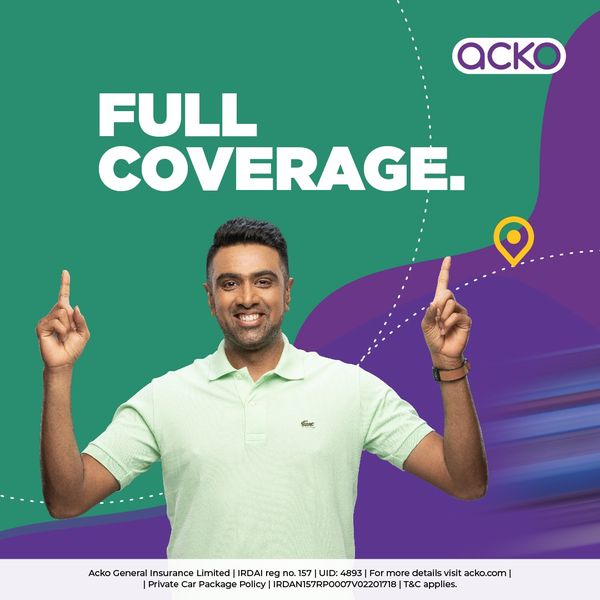 acko
FULL
COVERAGE.
Acko General Insurance Limited | IRDAI reg no. 157 | UID: 4893 | For more details visit acko.com |
| Private Car Package Policy | IRDAN157RP0007V02201718 | T&C applies.